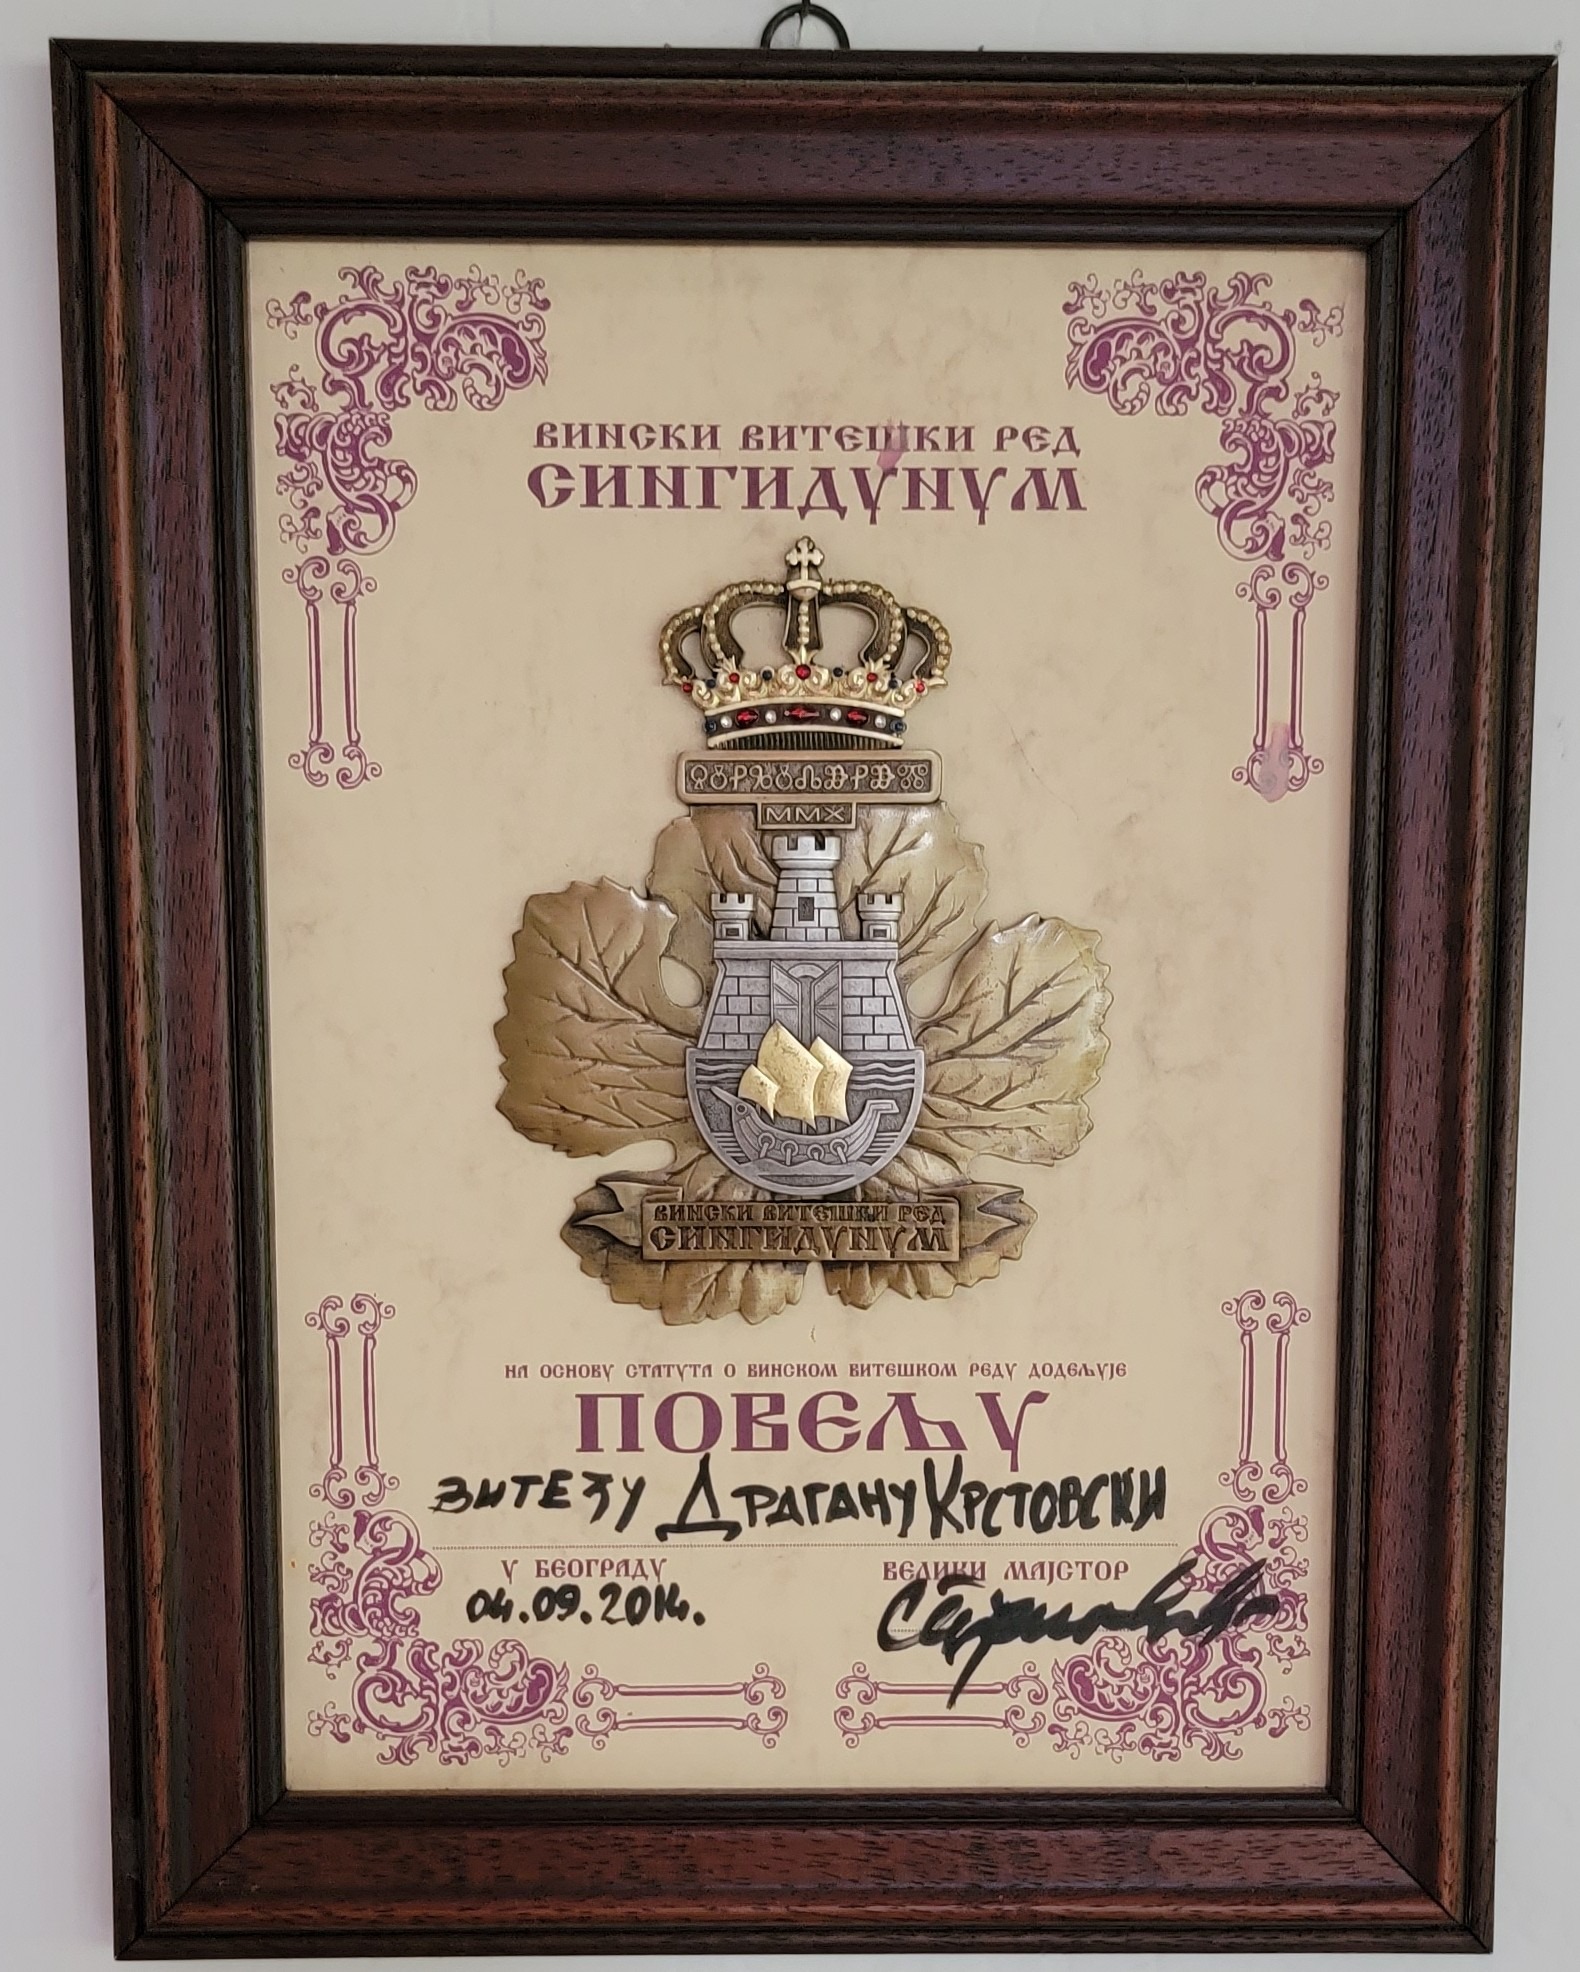 ВИНСКИ ВИТЕШКИ РЕД
СИНГИДУНУМ
MMX
ВИНСКИ ВИТЕШКИ РЕД
СИНГИДУНУМ
НА ОСНОВУ СТАТУТА О ВИНСКОМ ВИТЕШКОМ РЕДУ ДОДЕЉУЈЕ
ПОВЕЉУ
ВИТЕЗУ ДРАГАНУ КРСТОВСКИ
У БЕОГРАДУ
ВЕЛИКИ МАЈСТОР
04.09.2014.